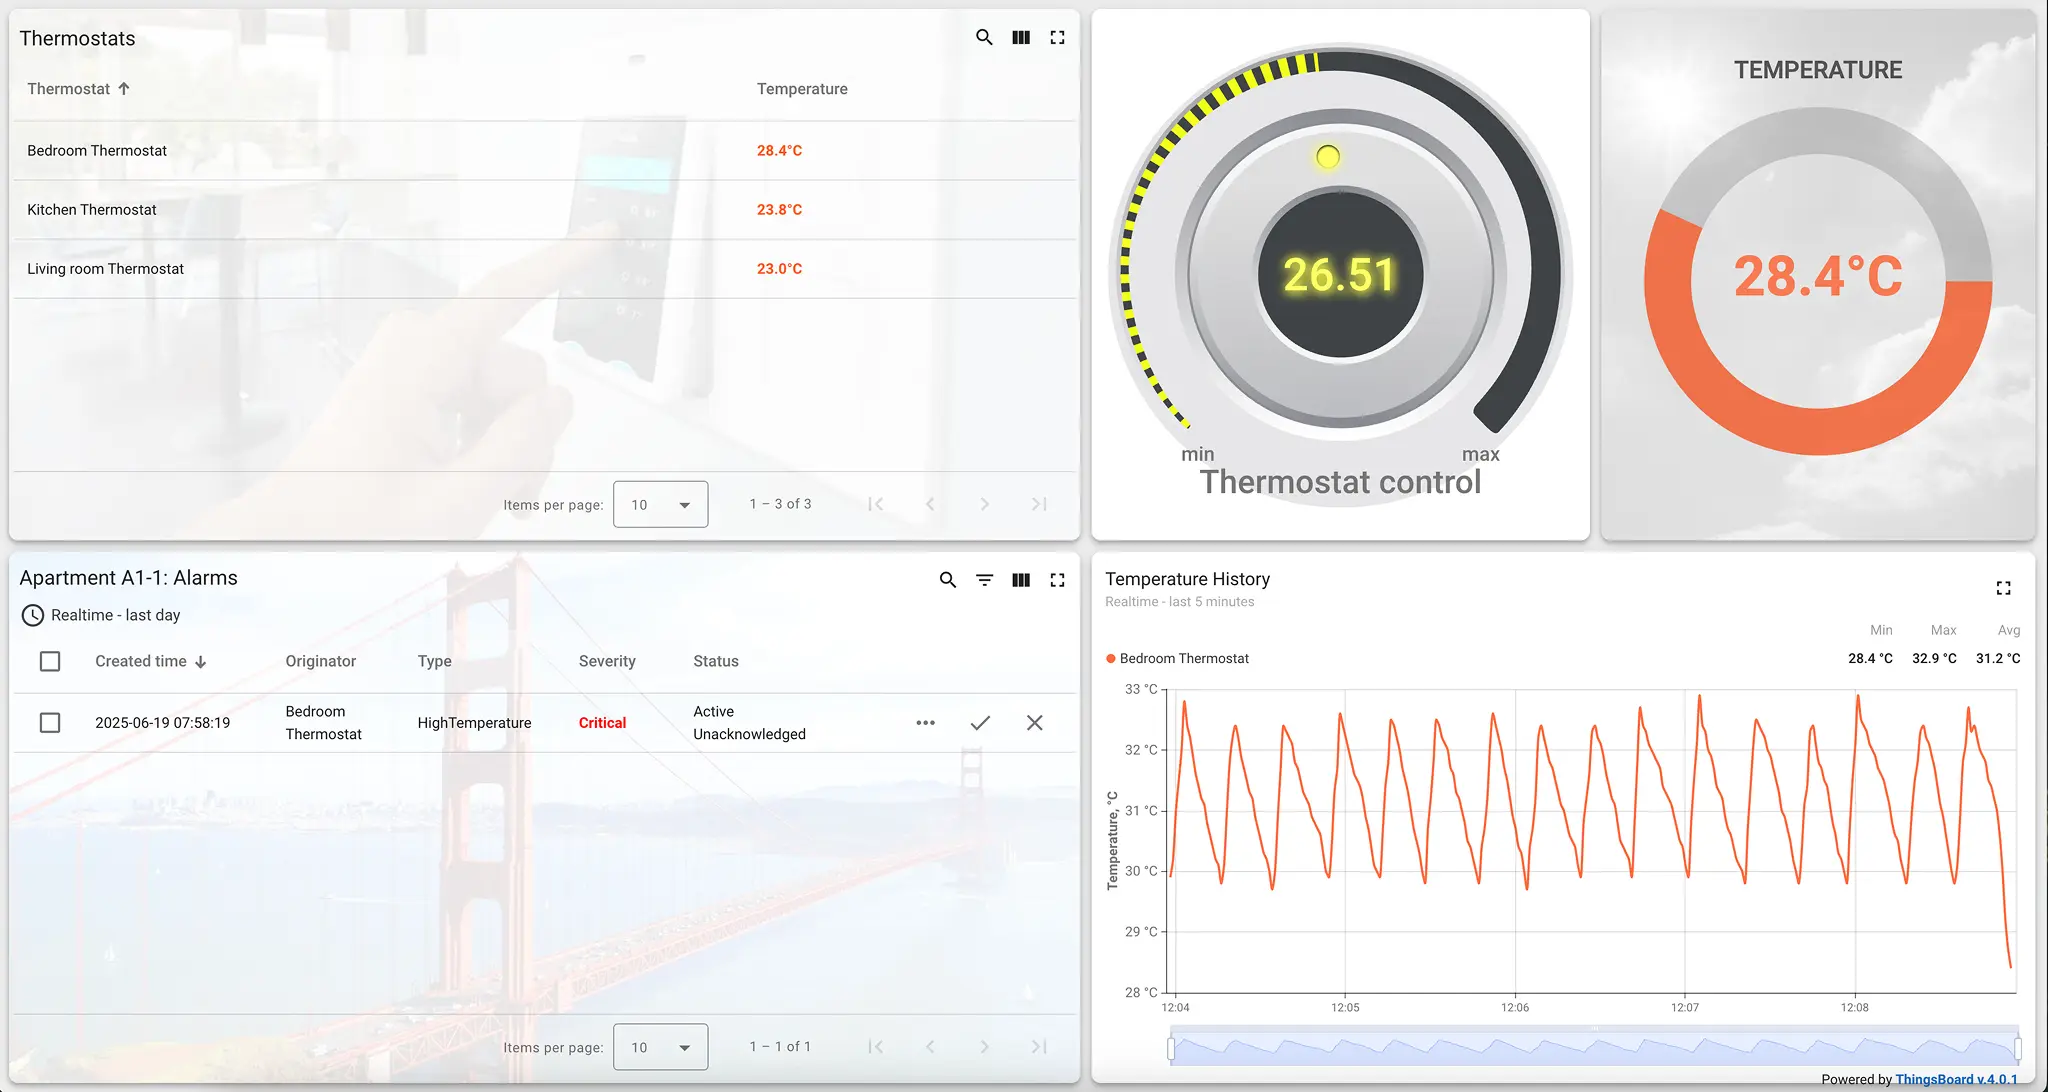 Thermostats
Thermostat Temperature
Bedroom Thermostat 28.4°C
Kitchen Thermostat 23.8°C
Living room Thermostat 23.0°C
Items per page: 10 1 – 3 of 3
26.51
min max
Thermostat control
TEMPERATURE
28.4°C
Apartment A1-1: Alarms
Realtime - last day
Created time Originator Type Severity Status
2025-06-19 07:58:19 Bedroom Thermostat HighTemperature Critical Active Unacknowledged
Items per page: 10 1 – 1 of 1
Temperature History
Realtime - last 5 minutes
Min Max Avg
Bedroom Thermostat 28.4 °C 32.9 °C 31.2 °C
Temperature, °C
33 °C
32 °C
31 °C
30 °C
29 °C
28 °C
12:04 12:05 12:06 12:07 12:08
Powered by ThingsBoard v.4.0.1